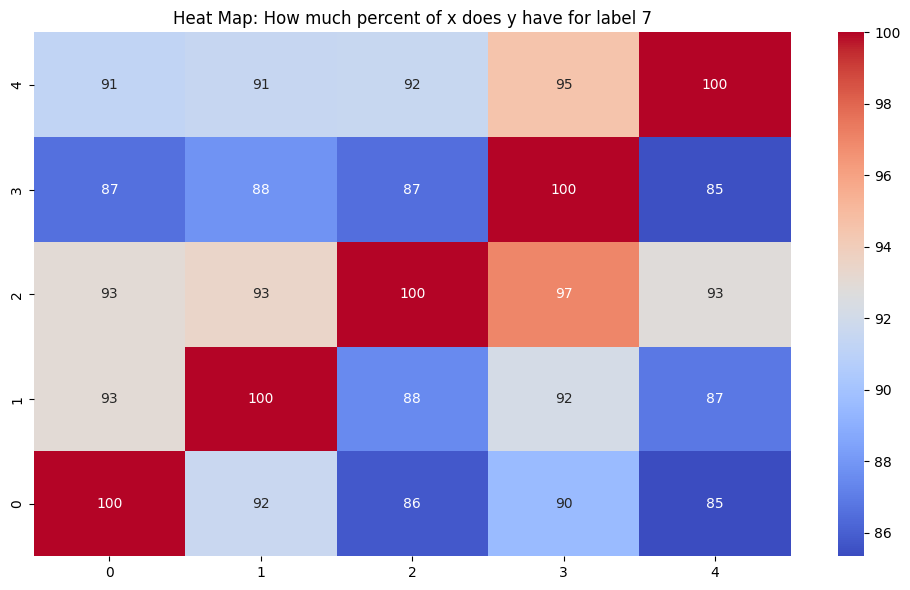 Heat Map: How much percent of x does y have for label 7
4 91 91 92 95 100
3 87 88 87 100 85
2 93 93 100 97 93
1 93 100 88 92 87
0 100 92 86 90 85
0 1 2 3 4
100
98
96
94
92
90
88
86